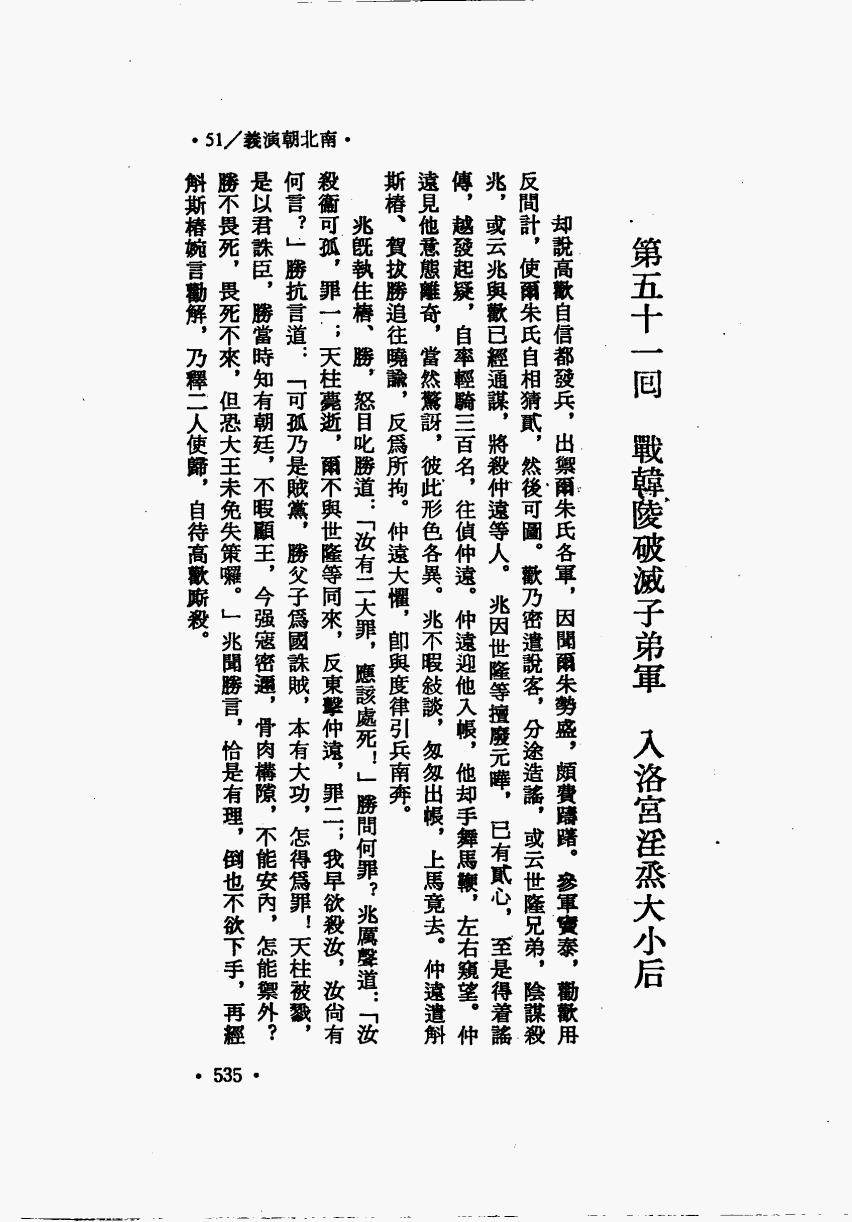 ·南北朝演義/51·
第五十一回　戰韓陵破滅子弟軍　入洛宮淫烝大小后
却說高歡自信都發兵，出禦爾朱氏各軍，因聞爾朱勢盛，頗費躊躇。參軍竇泰，勸歡用
反間計，使爾朱氏自相猜貳，然後可圖。歡乃密遣說客，分途造謠，或云世隆兄弟，陰謀殺
兆，或云兆與歡已經通謀，將殺仲遠等人。兆因世隆等擅廢元曄，已有貳心，至是得着謠
傳，越發起疑，自率輕騎三百名，往偵仲遠。仲遠迎他入帳，他却手舞馬鞭，左右窺望。仲
遠見他意態離奇，當然驚訝，彼此形色各異。兆不暇敍談，匆匆出帳，上馬竟去。仲遠遣斛
斯椿、賀拔勝追往曉諭，反爲所拘。仲遠大懼，卽與度律引兵南奔。
兆旣執住椿、勝，怒目叱勝道：「汝有二大罪，應該處死！」勝問何罪？兆厲聲道：「汝
殺衞可孤，罪一；天柱薨逝，爾不與世隆等同來，反東擊仲遠，罪二；我早欲殺汝，汝尙有
何言？」勝抗言道：「可孤乃是賊黨，勝父子爲國誅賊，本有大功，怎得爲罪！天柱被戮，
是以君誅臣，勝當時知有朝廷，不暇顧王，今强寇密邇，骨肉構隙，不能安內，怎能禦外？
勝不畏死，畏死不來，但恐大王未免失策囉。」兆聞勝言，恰是有理，倒也不欲下手，再經
斛斯椿婉言勸解，乃釋二人使歸，自待高歡廝殺。
·535·